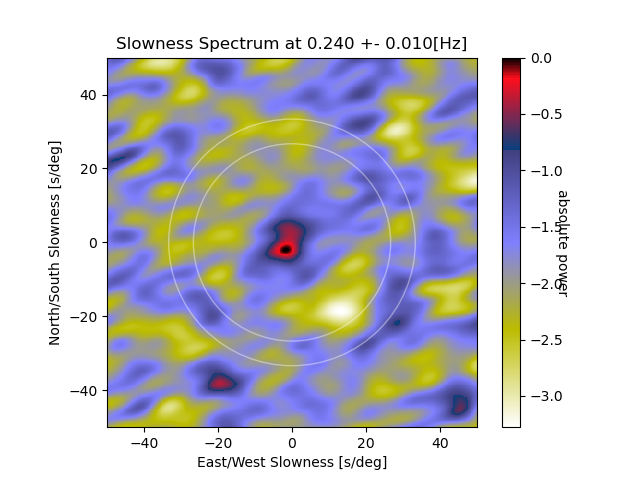 Slowness Spectrum at 0.240 +- 0.010[Hz]
North/South Slowness [s/deg]
40
20
0
−20
−40
−40 −20 0 20 40
East/West Slowness [s/deg]
0.0
−0.5
−1.0
−1.5
−2.0
−2.5
−3.0
absolute power